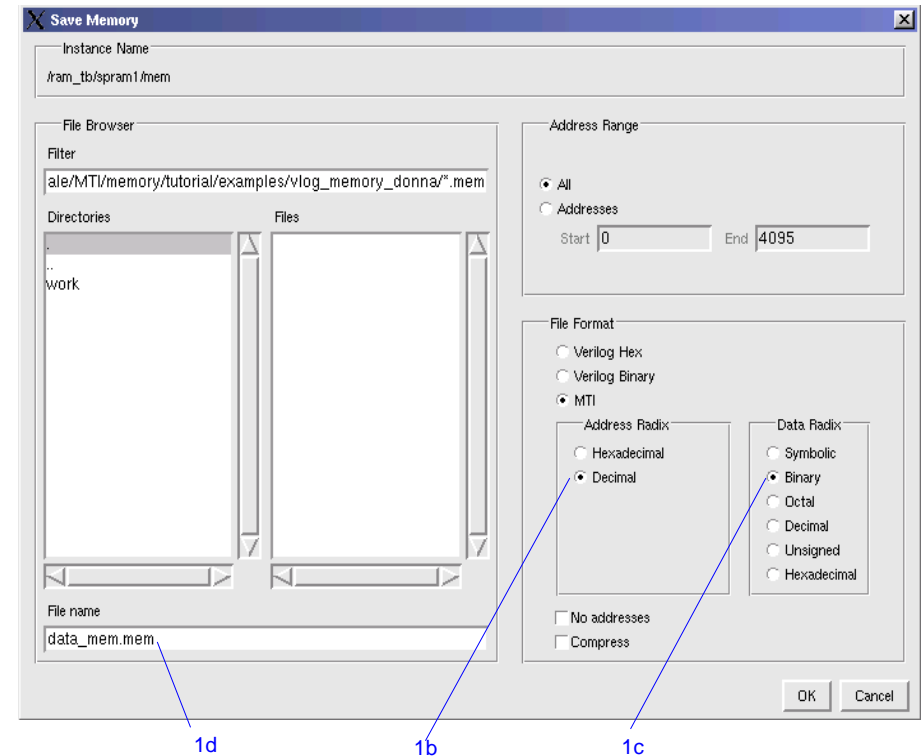 Save Memory
Instance Name
/ram_tb/spram1/mem
File Browser
Filter
ale/MTI/memory/tutorial/examples/vlog_memory_donna/*.mem
Directories
Files
.
..
work
File name
data_mem.mem
Address Range
All
Addresses
Start 0 End 4095
File Format
Verilog Hex
Verilog Binary
MTI
Address Radix
Hexadecimal
Decimal
Data Radix
Symbolic
Binary
Octal
Decimal
Unsigned
Hexadecimal
No addresses
Compress
OK Cancel
1d 1b 1c